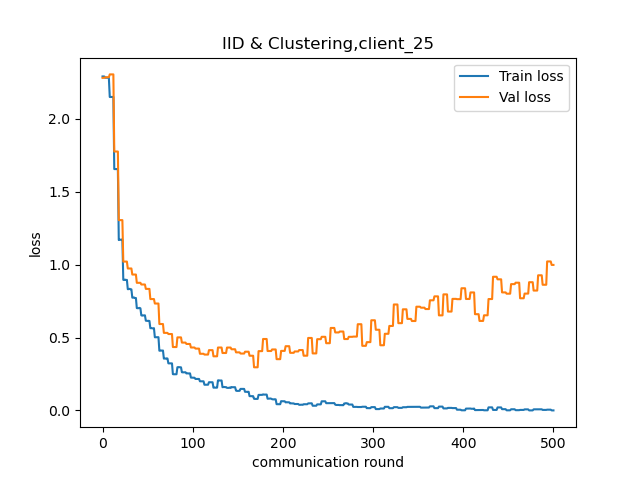 IID & Clustering,client_25
Train loss
Val loss
2.0
1.5
1.0
0.5
0.0
loss
0
100
200
300
400
500
communication round